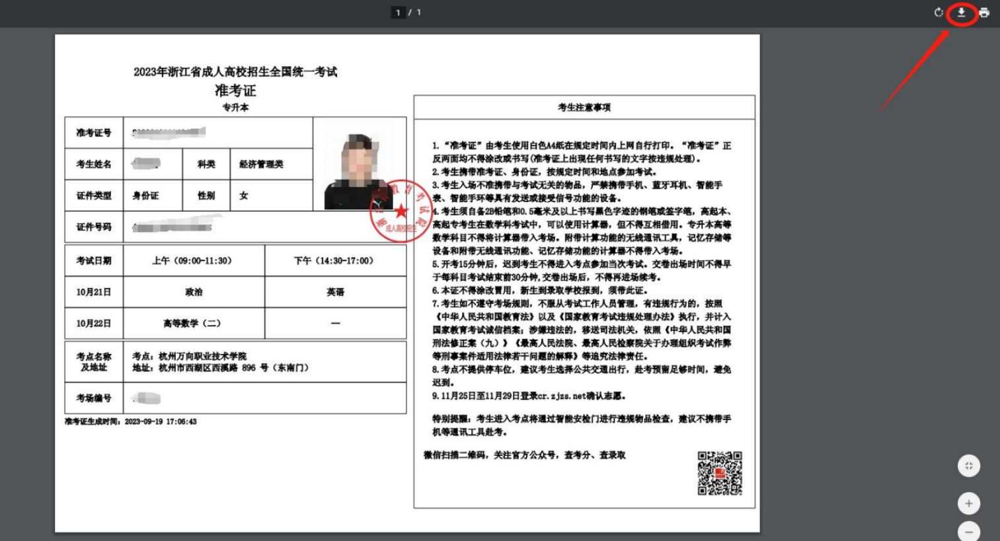 1 / 1
2023年浙江省成人高校招生全国统一考试
准考证
专升本
准考证号
考生姓名 科类 经济管理类
证件类型 身份证 性别 女
证件号码
教育考试院
成人高校招生
考试日期 上午（09:00-11:30） 下午（14:30-17:00）
10月21日 政治 英语
10月22日 高等数学（二） —
考点名称及地址
考点：杭州万向职业技术学院
地址：杭州市西湖区西溪路 896 号（东南门）
考场编号
准考证生成时间：2023-09-19 17:06:43
考生注意事项
1.“准考证”由考生使用白色A4纸在规定时间内上网自行打印。“准考证”正
反两面均不得涂改或书写(准考证上出现任何书写的文字按违规处理)。
2.考生携带准考证、身份证，按规定时间和地点参加考试。
3.考生入场不准携带与考试无关的物品，严禁携带手机、蓝牙耳机、智能手
表、智能手环等具有发送或接受信号功能的设备。
4.考生须自备2B铅笔和0.5毫米及以上书写黑色字迹的钢笔或签字笔，高起本、
高起专考生在数学科考试中，可以使用计算器，但不得互相借用。专升本高等
数学科目不得将计算器带入考场。附带计算功能的无线通讯工具，记忆存储等
设备和附带无线通讯功能、记忆存储功能的计算器不得带入考场。
5.开考15分钟后，迟到考生不得进入考点参加当次考试。交卷出场时间不得早
于每科目考试结束前30分钟,交卷出场后，不得再进场续考。
6.本证不得涂改冒用，新生到录取学校报到，须带此证。
7.考生如不遵守考场规则，不服从考试工作人员管理，有违规行为的，按照
《中华人民共和国教育法》以及《国家教育考试违规处理办法》执行，并计入
国家教育考试诚信档案；涉嫌违法的，移送司法机关，依照《中华人民共和国
刑法修正案（九）》《最高人民法院、最高人民检察院关于办理组织考试作弊
等刑事案件适用法律若干问题的解释》等追究法律责任。
8.考点不提供停车位，建议考生选择公共交通出行，赴考预留足够时间，避免
迟到。
9.11月25日至11月29日登录cr.zjzs.net确认志愿。
特别提醒：考生进入考点将通过智能安检门进行违规物品检查，建议不携带手
机等通讯工具赴考。
微信扫描二维码，关注官方公众号，查考分、查录取